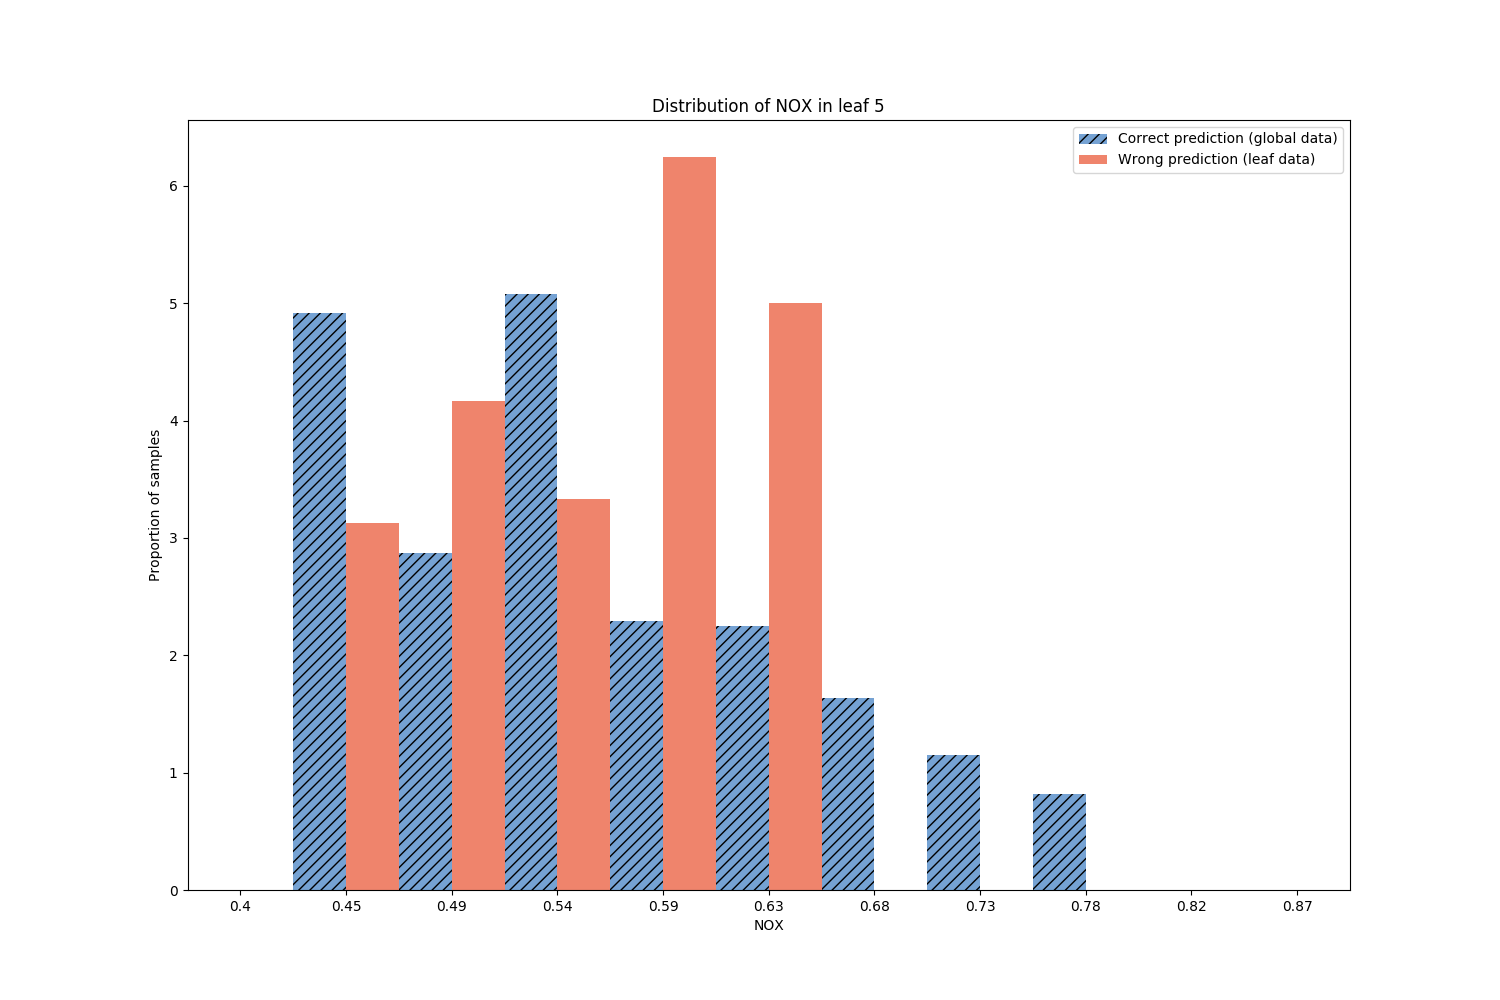 Distribution of NOX in leaf 5
Correct prediction (global data)
Wrong prediction (leaf data)
Proportion of samples
6
5
4
3
2
1
0
0.4 0.45 0.49 0.54 0.59 0.63 0.68 0.73 0.78 0.82 0.87
NOX